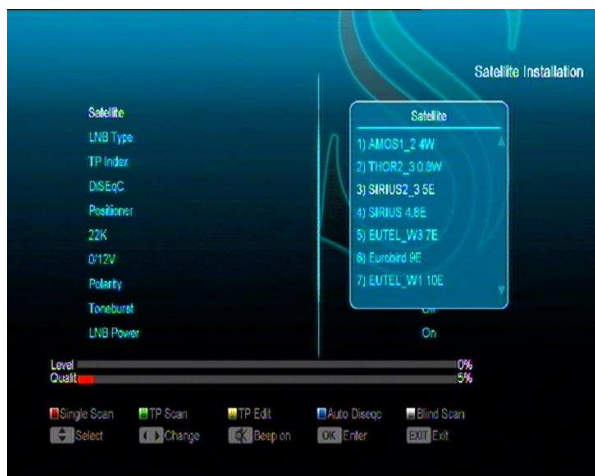 Satellite Installation
Satellite
LNB Type
TP Index
DiSEqC
Positioner
22K
0/12V
Polarity
Toneburst
LNB Power
Satellite
1) AMOS1_2 4W
2) THOR2_3 0.8W
3) SIRIUS2_3 5E
4) SIRIUS 4.8E
5) EUTEL_W3 7E
6) Eurobird 9E
7) EUTEL_W1 10E
Off
On
Level 0%
Qualit 5%
Single Scan TP Scan TP Edit Auto Diseqc Blind Scan
Select Change Beep on OK Enter EXIT Exit